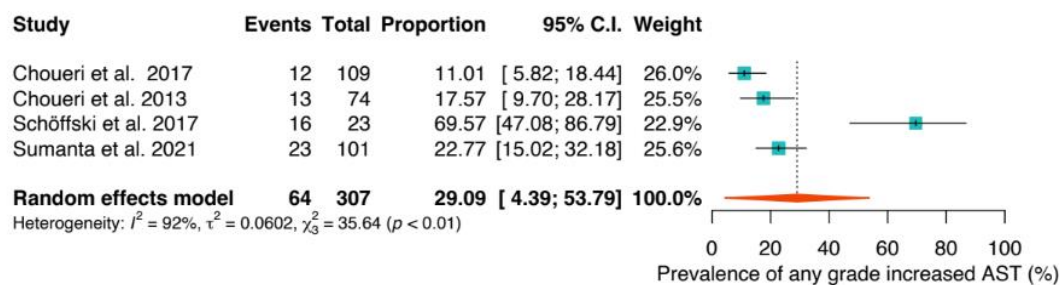 Study Events Total Proportion 95% C.I. Weight
Choueri et al. 2017 12 109 11.01 [ 5.82; 18.44] 26.0%
Choueri et al. 2013 13 74 17.57 [ 9.70; 28.17] 25.5%
Schöffski et al. 2017 16 23 69.57 [47.08; 86.79] 22.9%
Sumanta et al. 2021 23 101 22.77 [15.02; 32.18] 25.6%
Random effects model 64 307 29.09 [ 4.39; 53.79] 100.0%
Heterogeneity: I² = 92%, τ² = 0.0602, χ²₃ = 35.64 (p < 0.01)
0 20 40 60 80 100
Prevalence of any grade increased AST (%)